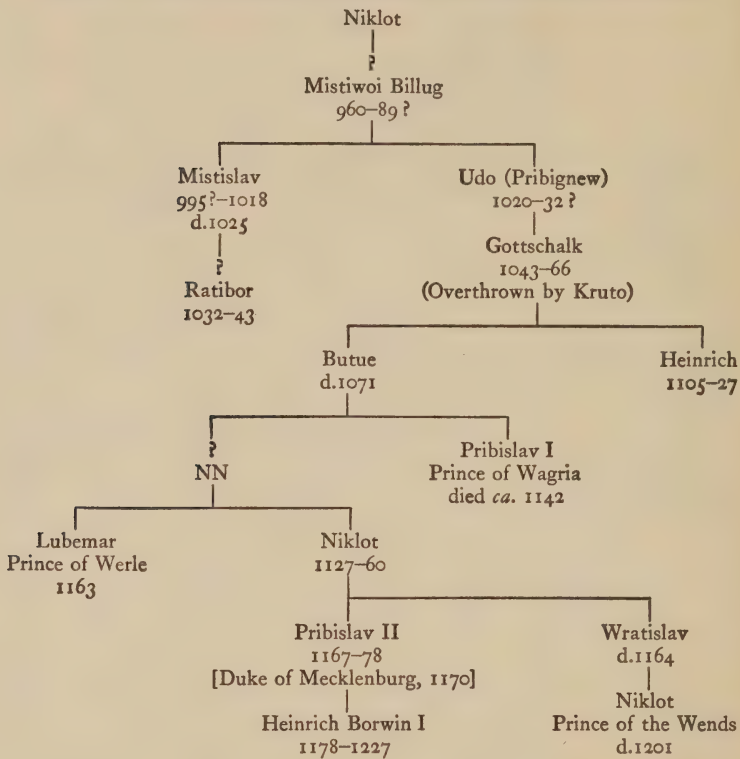 Niklot
?
Mistiwoi Billug
960–89 ?
Mistislav
995?–1018
d.1025
?
Ratibor
1032–43
Udo (Pribignew)
1020–32 ?
Gottschalk
1043–66
(Overthrown by Kruto)
Butue
d.1071
Heinrich
1105–27
?
NN
Pribislav I
Prince of Wagria
died ca. 1142
Lubemar
Prince of Werle
1163
Niklot
1127–60
Pribislav II
1167–78
[Duke of Mecklenburg, 1170]
Heinrich Borwin I
1178–1227
Wratislav
d.1164
Niklot
Prince of the Wends
d.1201